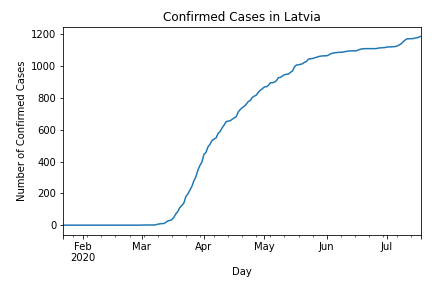 Confirmed Cases in Latvia
Number of Confirmed Cases
1200
1000
800
600
400
200
0
Feb Mar Apr May Jun Jul
2020
Day